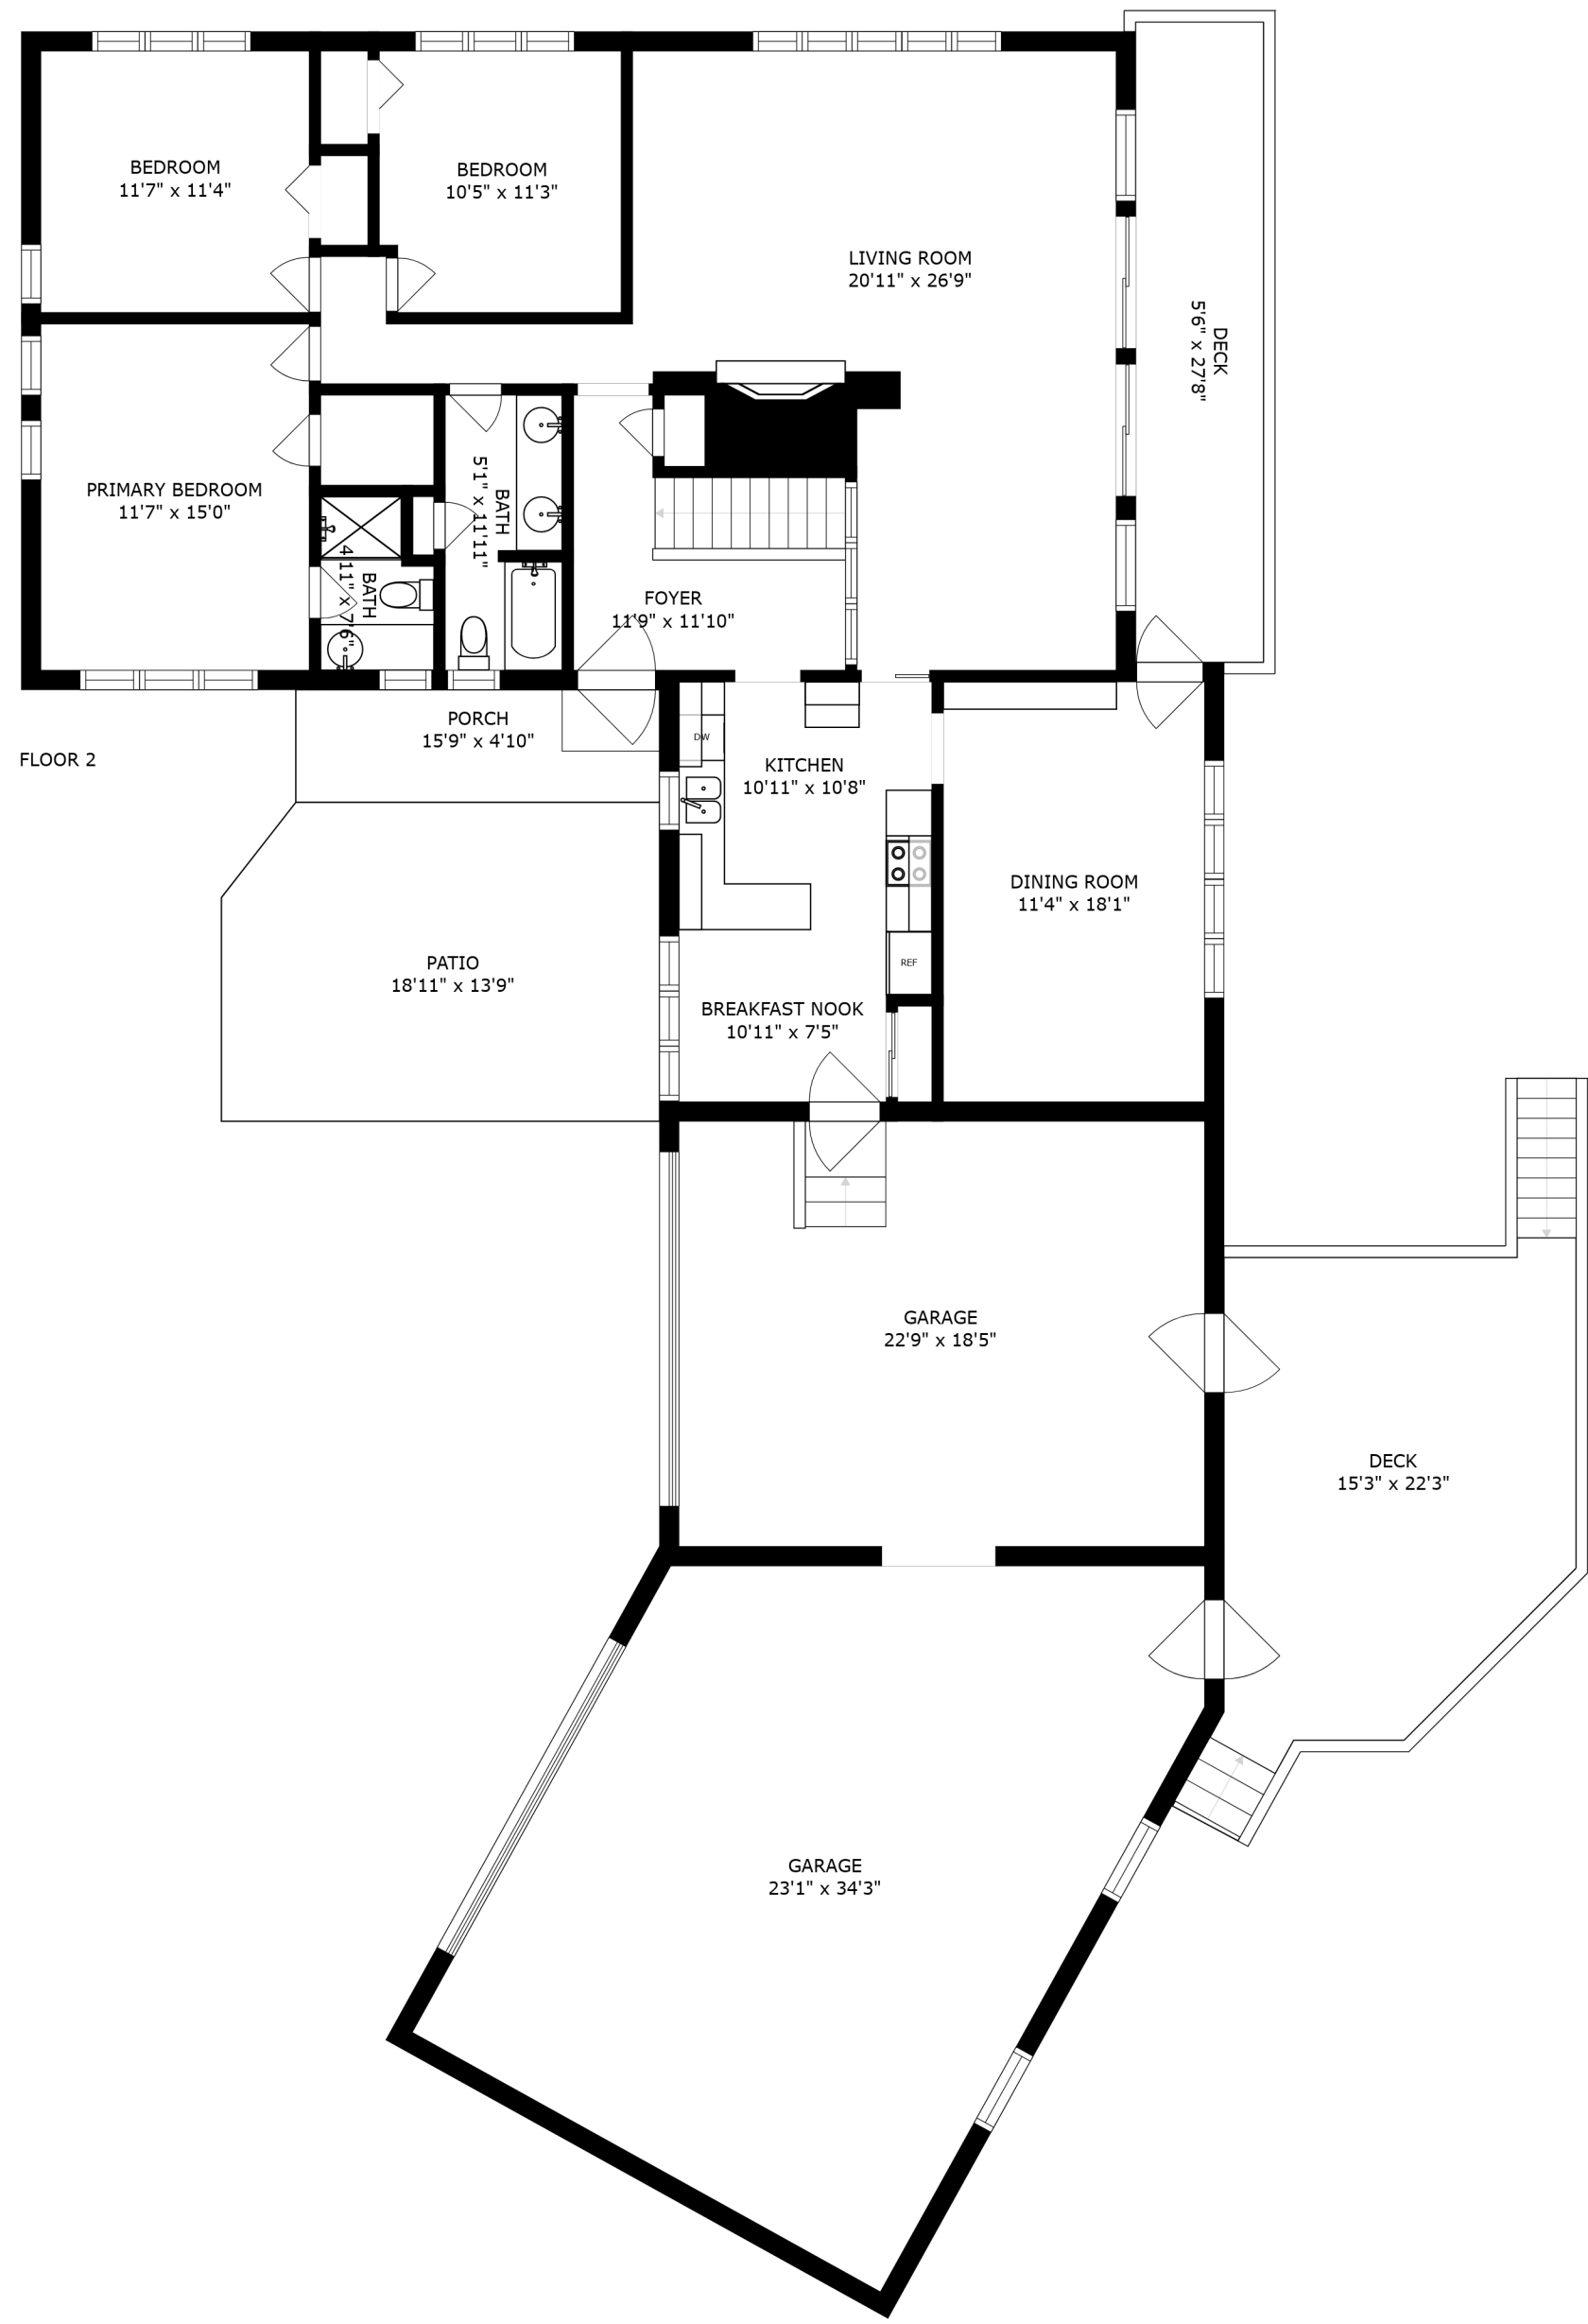 BEDROOM
11'7" x 11'4"
BEDROOM
10'5" x 11'3"
LIVING ROOM
20'11" x 26'9"
DECK
5'6" x 27'8"
PRIMARY BEDROOM
11'7" x 15'0"
BATH
5'1" x 11'11"
BATH
4'11" x 7'6"
FOYER
11'9" x 11'10"
PORCH
15'9" x 4'10"
FLOOR 2
DW
KITCHEN
10'11" x 10'8"
DINING ROOM
11'4" x 18'1"
PATIO
18'11" x 13'9"
REF
BREAKFAST NOOK
10'11" x 7'5"
GARAGE
22'9" x 18'5"
DECK
15'3" x 22'3"
GARAGE
23'1" x 34'3"